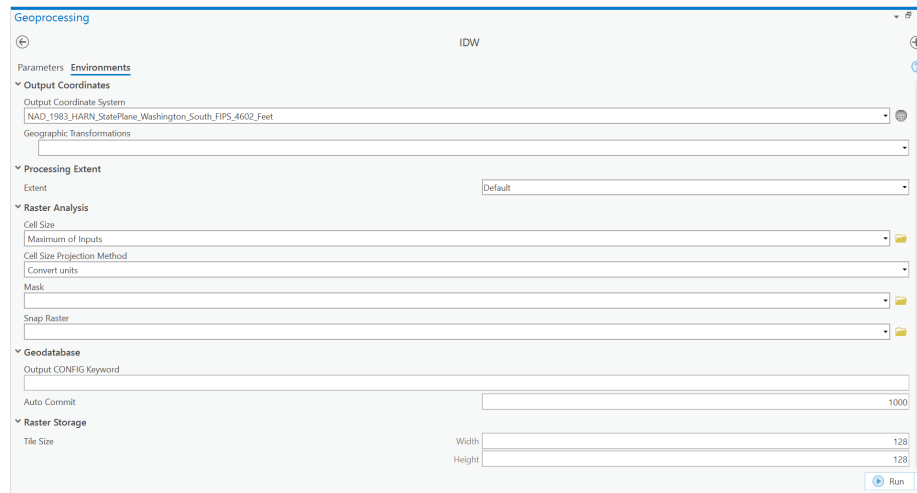 Geoprocessing
IDW
Parameters Environments
Output Coordinates
Output Coordinate System
NAD_1983_HARN_StatePlane_Washington_South_FIPS_4602_Feet
Geographic Transformations
Processing Extent
Extent Default
Raster Analysis
Cell Size
Maximum of Inputs
Cell Size Projection Method
Convert units
Mask
Snap Raster
Geodatabase
Output CONFIG Keyword
Auto Commit 1000
Raster Storage
Tile Size Width 128
Height 128
Run